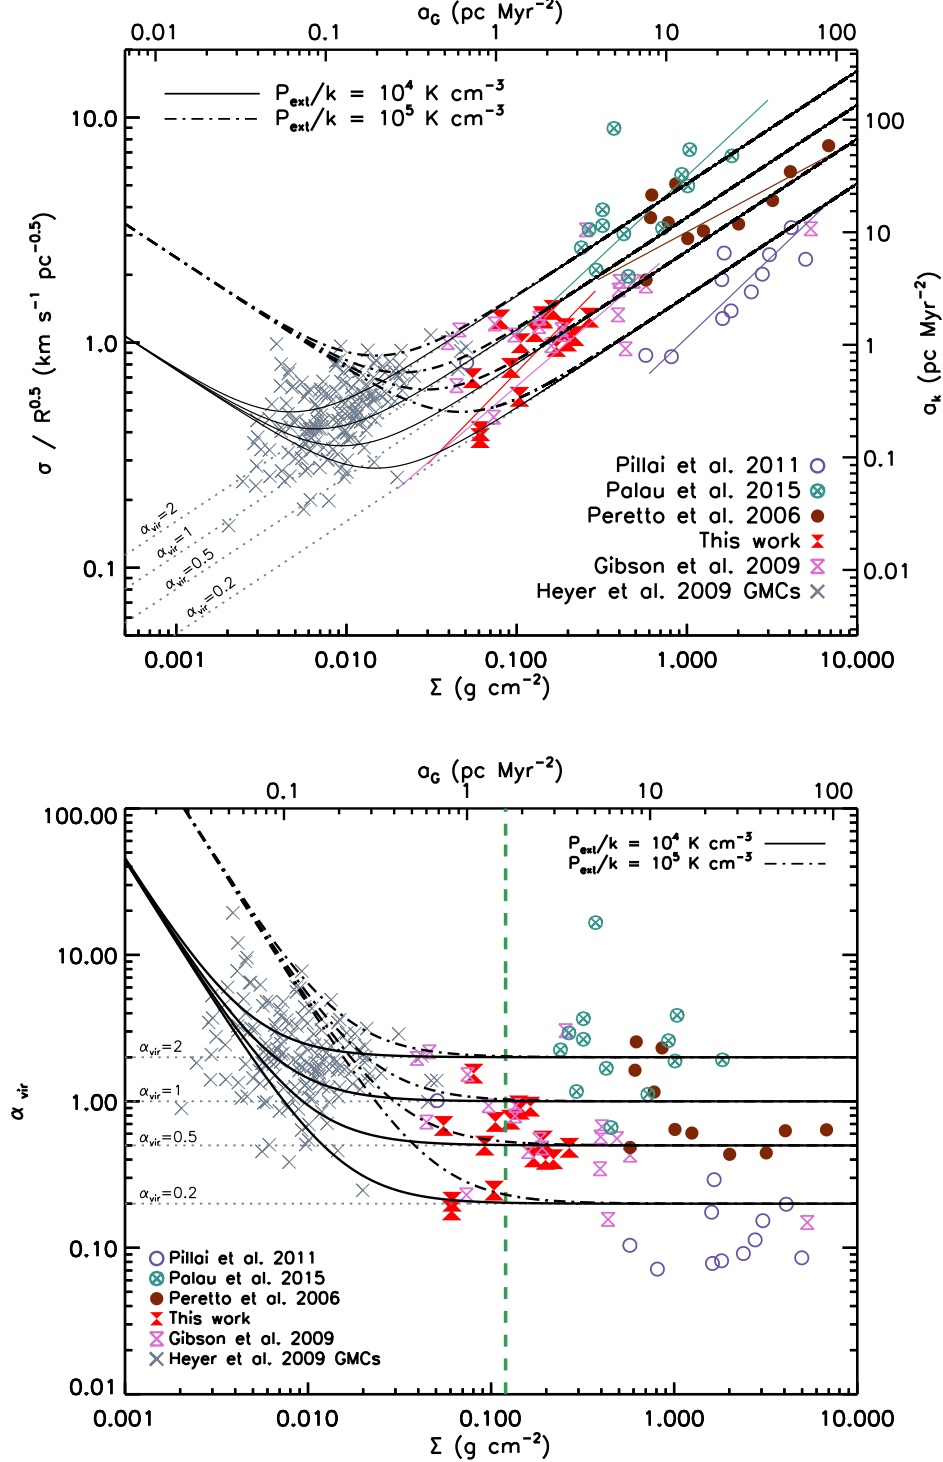 a_G (pc Myr⁻²)
0.01 0.1 1 10 100
P_ext/k = 10⁴ K cm⁻³
P_ext/k = 10⁵ K cm⁻³
10.0
1.0
0.1
σ / R^0.5 (km s⁻¹ pc^-0.5)
100
10
1
0.1
0.01
a_k (pc Myr⁻²)
α_vir=2
α_vir=1
α_vir=0.5
α_vir=0.2
Pillai et al. 2011
Palau et al. 2015
Peretto et al. 2006
This work
Gibson et al. 2009
Heyer et al. 2009 GMCs
0.001 0.010 0.100 1.000 10.000
Σ (g cm⁻²)
a_G (pc Myr⁻²)
0.1 1 10 100
P_ext/k = 10⁴ K cm⁻³
P_ext/k = 10⁵ K cm⁻³
100.00
10.00
1.00
0.10
0.01
α_vir
α_vir=2
α_vir=1
α_vir=0.5
α_vir=0.2
Pillai et al. 2011
Palau et al. 2015
Peretto et al. 2006
This work
Gibson et al. 2009
Heyer et al. 2009 GMCs
0.001 0.010 0.100 1.000 10.000
Σ (g cm⁻²)